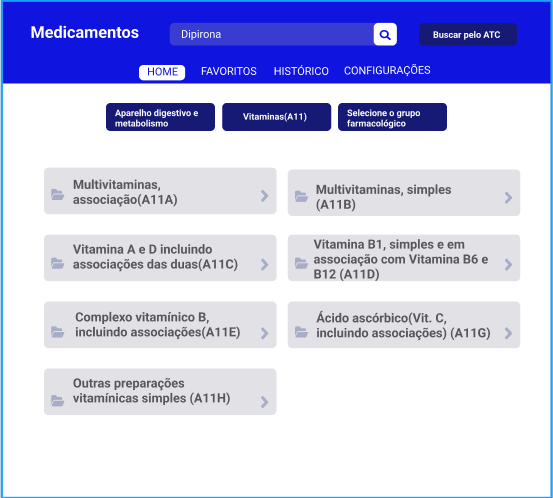 Medicamentos
Dipirona
Buscar pelo ATC
HOME
FAVORITOS
HISTÓRICO
CONFIGURAÇÕES
Aparelho digestivo e
metabolismo
Vitaminas(A11)
Selecione o grupo
farmacológico
Multivitaminas,
associação(A11A)
Multivitaminas, simples
(A11B)
Vitamina A e D incluindo
associações das duas(A11C)
Vitamina B1, simples e em
associação com Vitamina B6 e
B12 (A11D)
Complexo vitamínico B,
incluindo associações(A11E)
Ácido ascórbico(Vit. C,
incluindo associações) (A11G)
Outras preparações
vitamínicas simples (A11H)